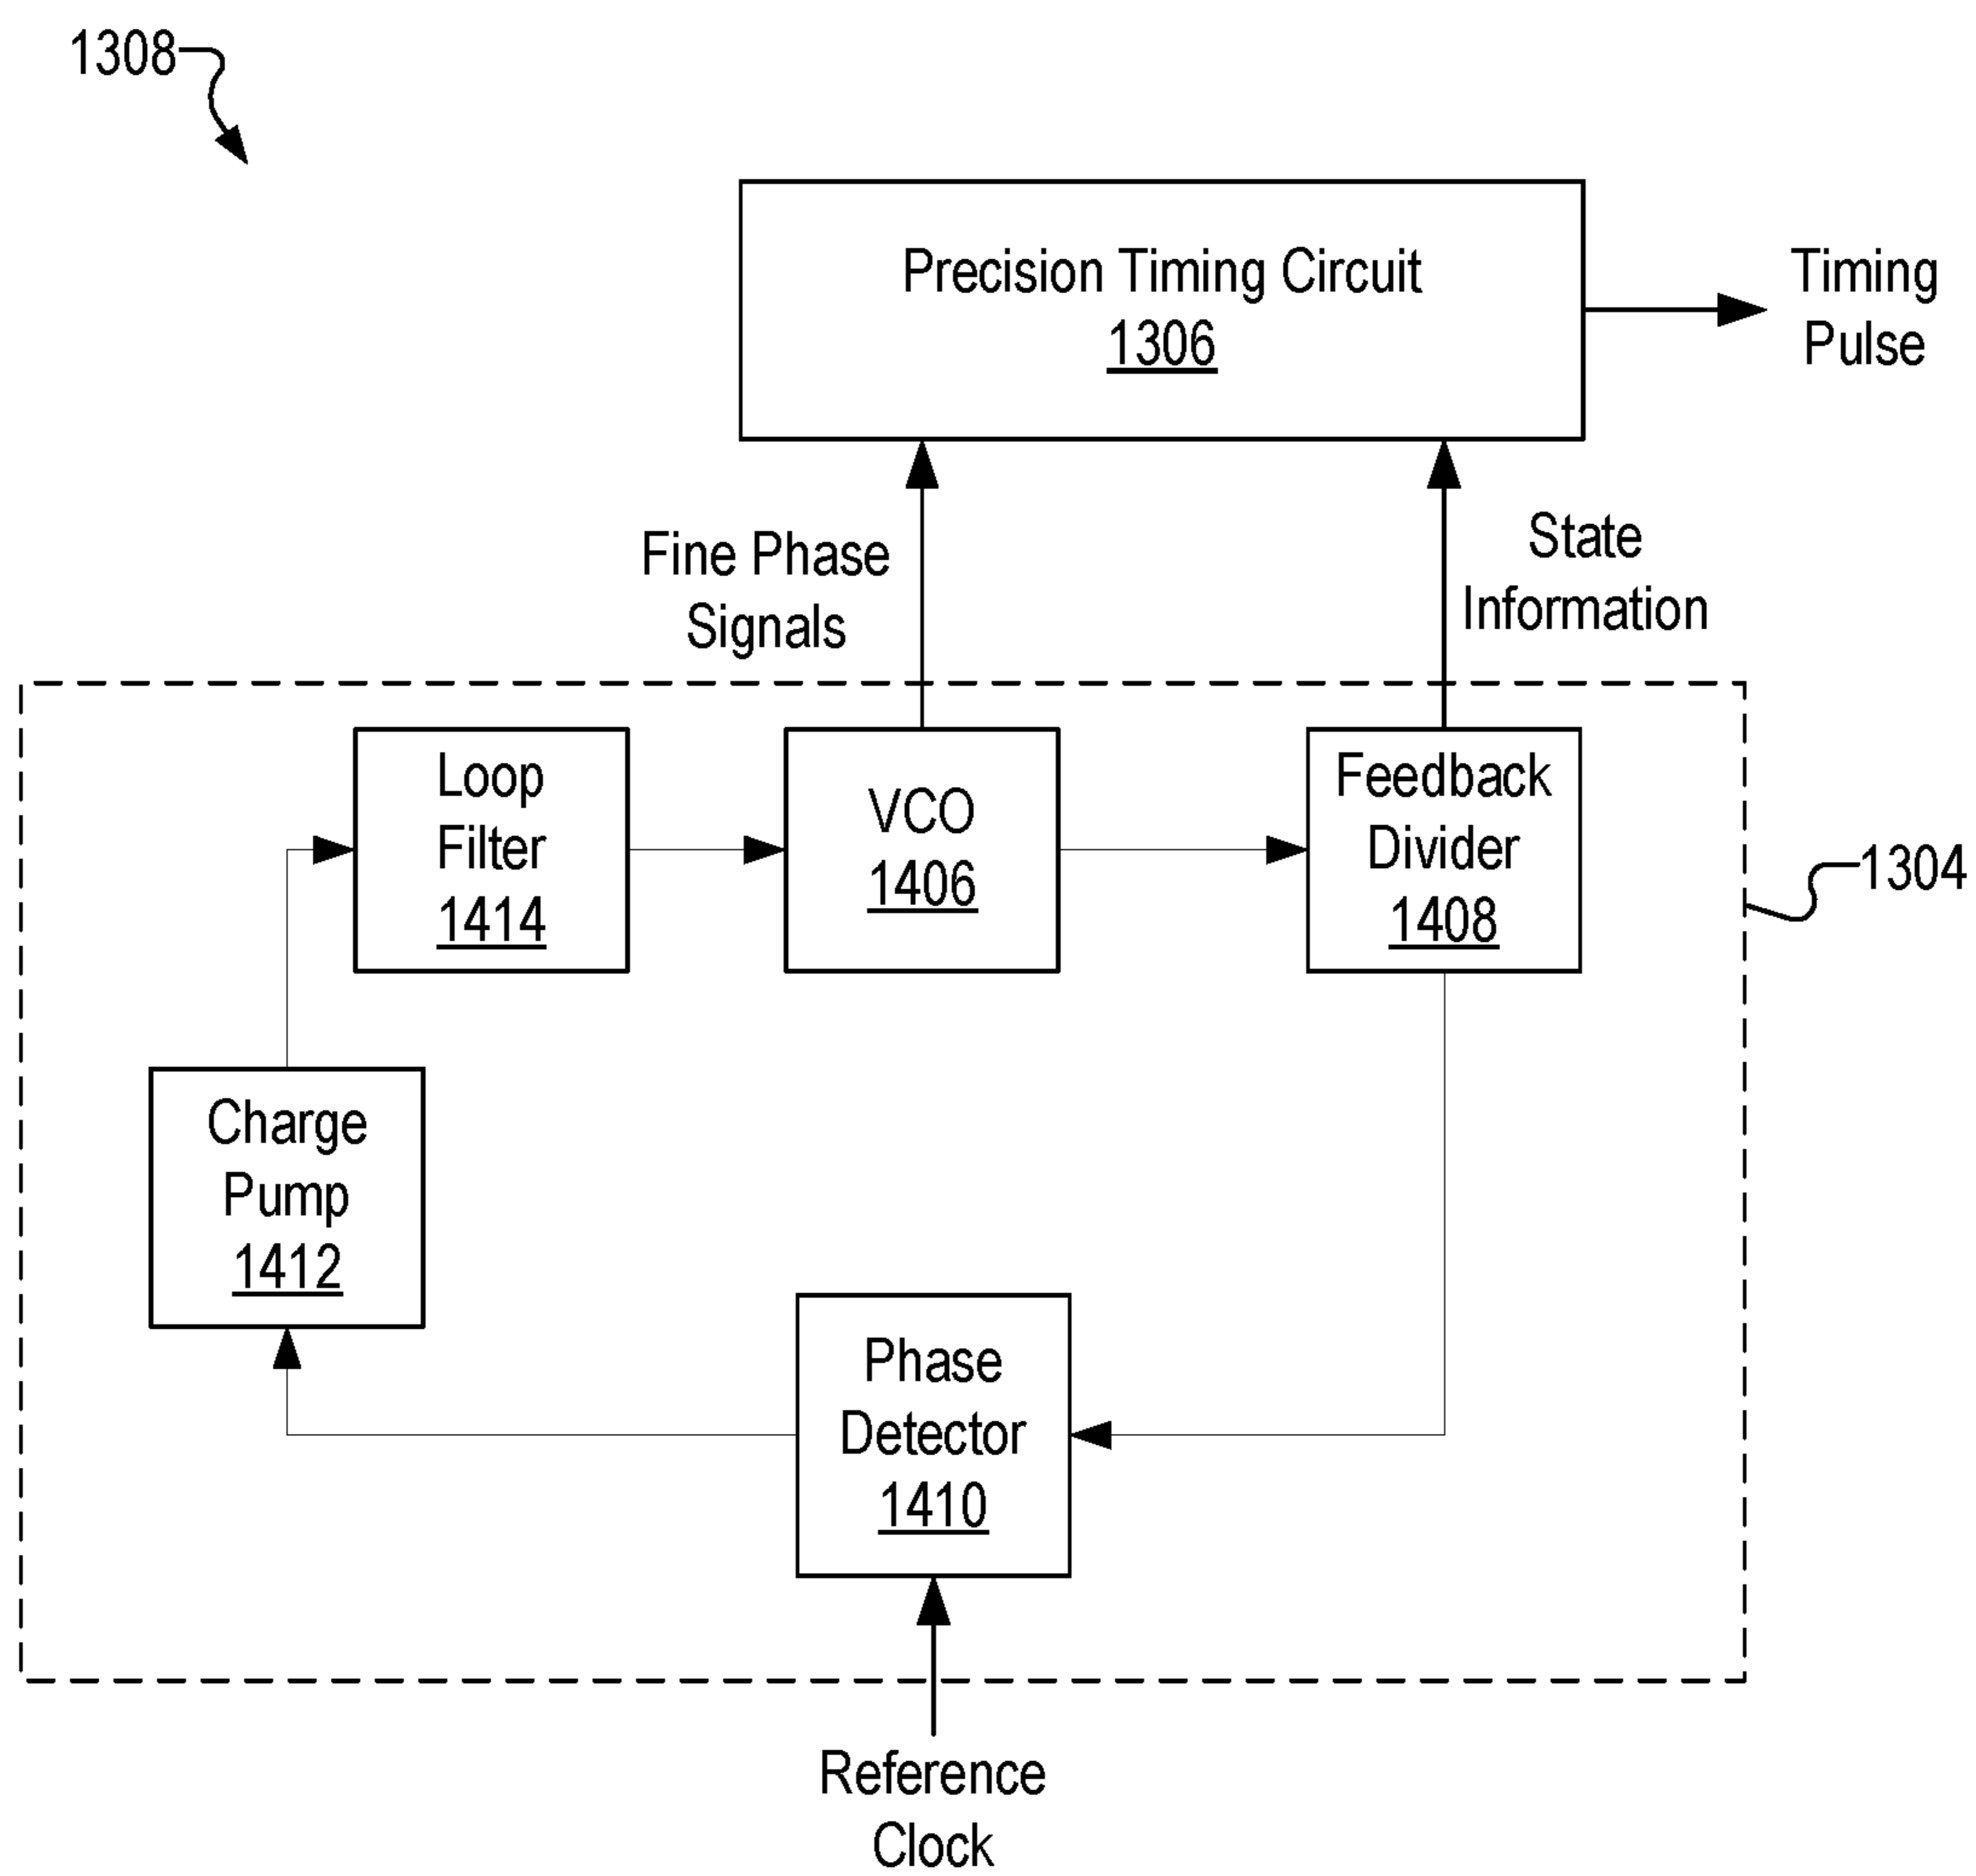 1308
Precision Timing Circuit
1306
Timing
Pulse
Fine Phase
Signals
State
Information
Loop
Filter
1414
VCO
1406
Feedback
Divider
1408
1304
Charge
Pump
1412
Phase
Detector
1410
Reference
Clock